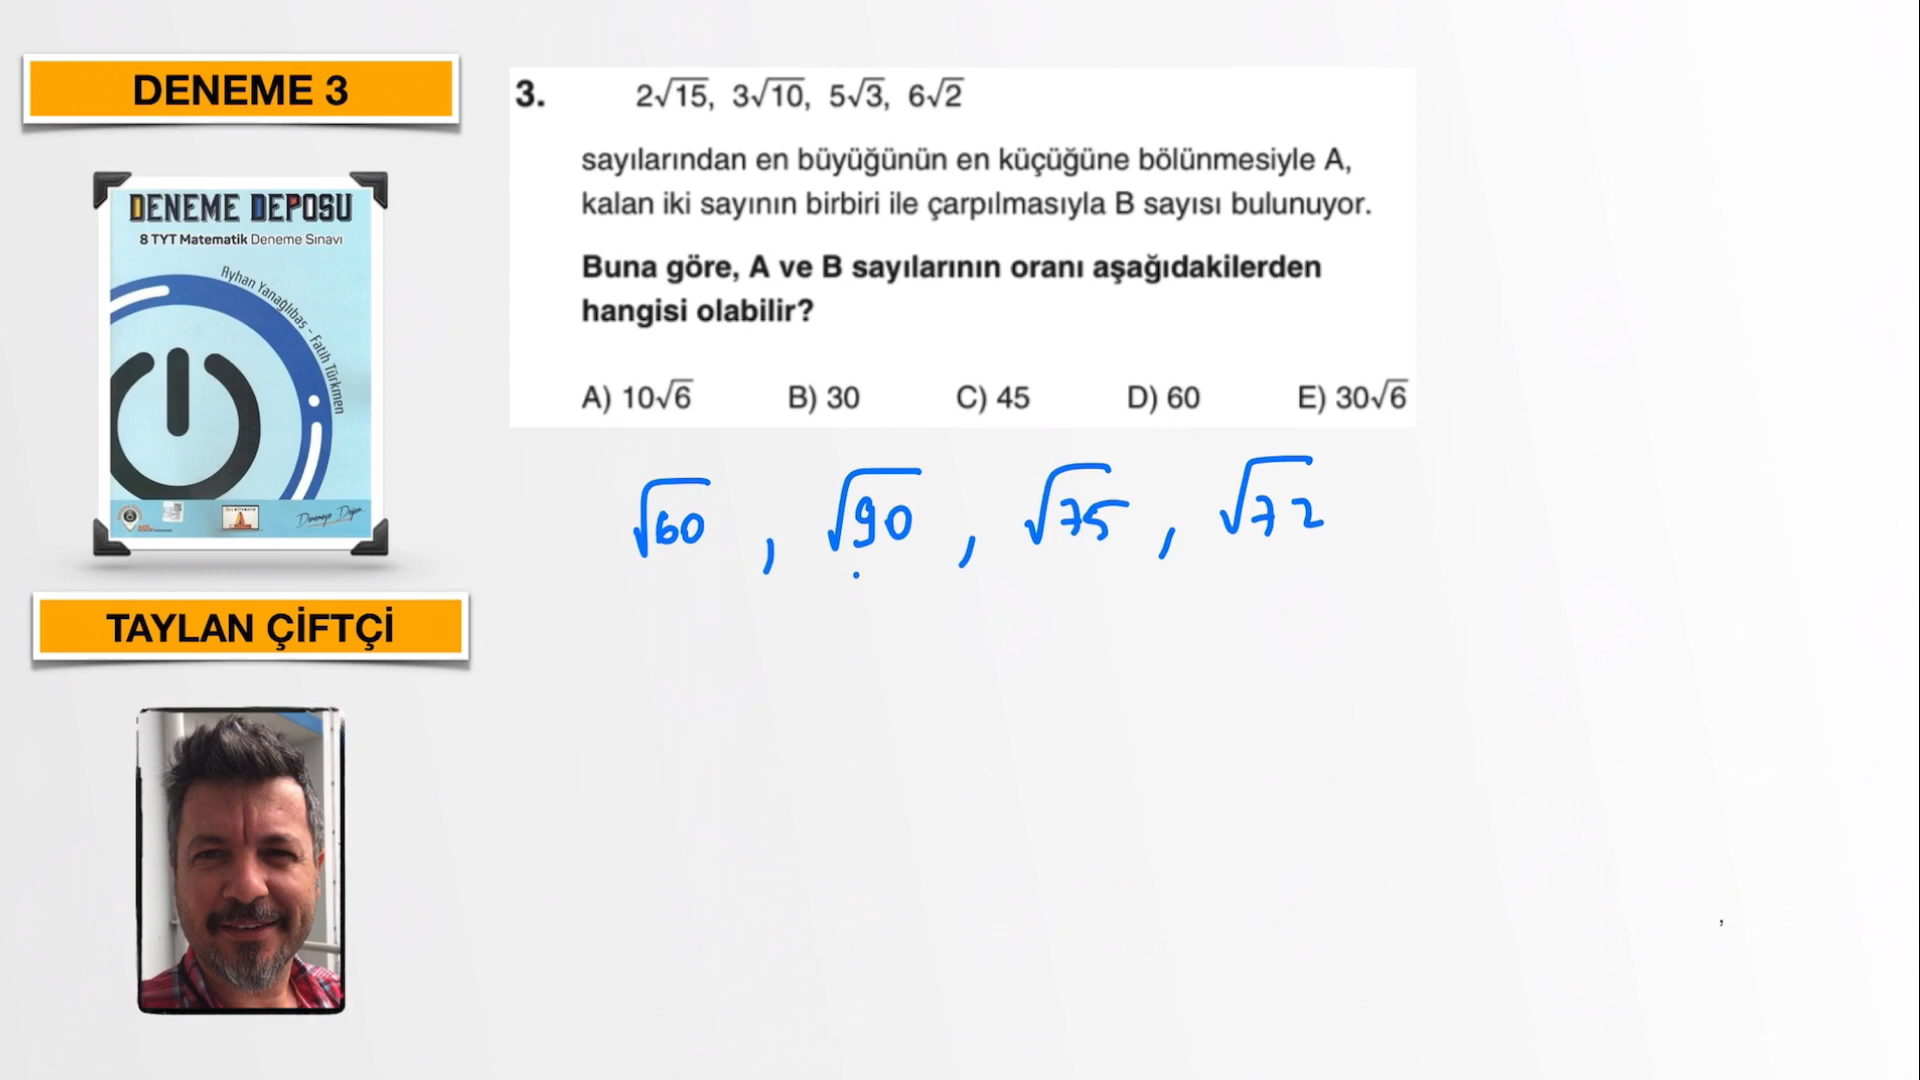 DENEME 3
DENEME DEPOSU
8 TYT Matematik Deneme Sınavı
Ayhan Yanağlıbaş - Fatih Türkmen
TAYLAN ÇİFTÇİ
3. 2√15, 3√10, 5√3, 6√2
sayılarından en büyüğünün en küçüğüne bölünmesiyle A,
kalan iki sayının birbiri ile çarpılmasıyla B sayısı bulunuyor.
Buna göre, A ve B sayılarının oranı aşağıdakilerden
hangisi olabilir?
A) 10√6 B) 30 C) 45 D) 60 E) 30√6
√60 , √90 , √75 , √72